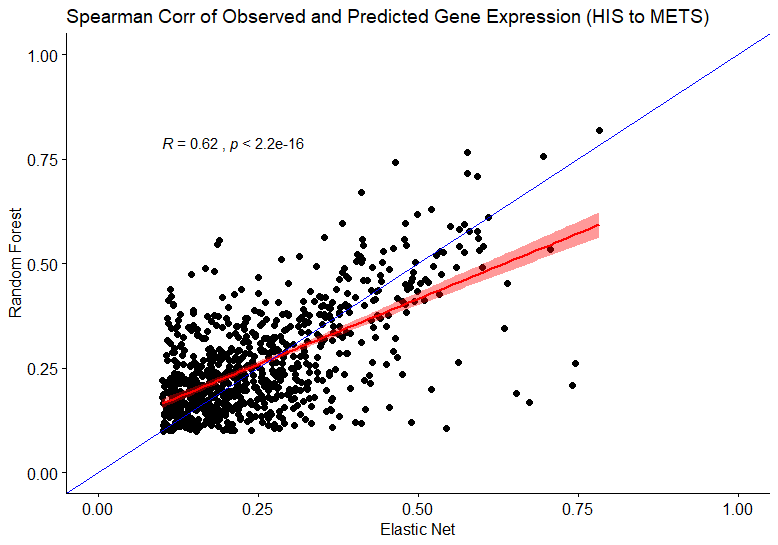 Spearman Corr of Observed and Predicted Gene Expression (HIS to METS)
1.00
R = 0.62 , p < 2.2e-16
0.75
Random Forest
0.50
0.25
0.00
0.00 0.25 0.50 0.75 1.00
Elastic Net